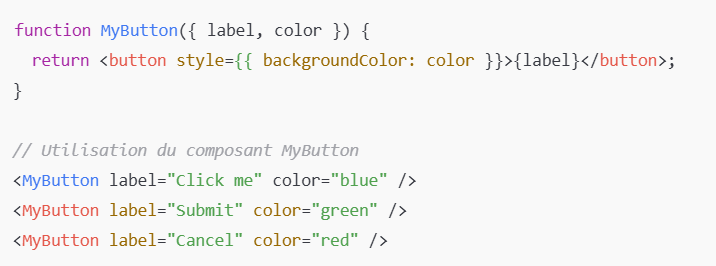 function MyButton({ label, color }) {
  return <button style={{ backgroundColor: color }}>{label}</button>;
}

// Utilisation du composant MyButton
<MyButton label="Click me" color="blue" />
<MyButton label="Submit" color="green" />
<MyButton label="Cancel" color="red" />